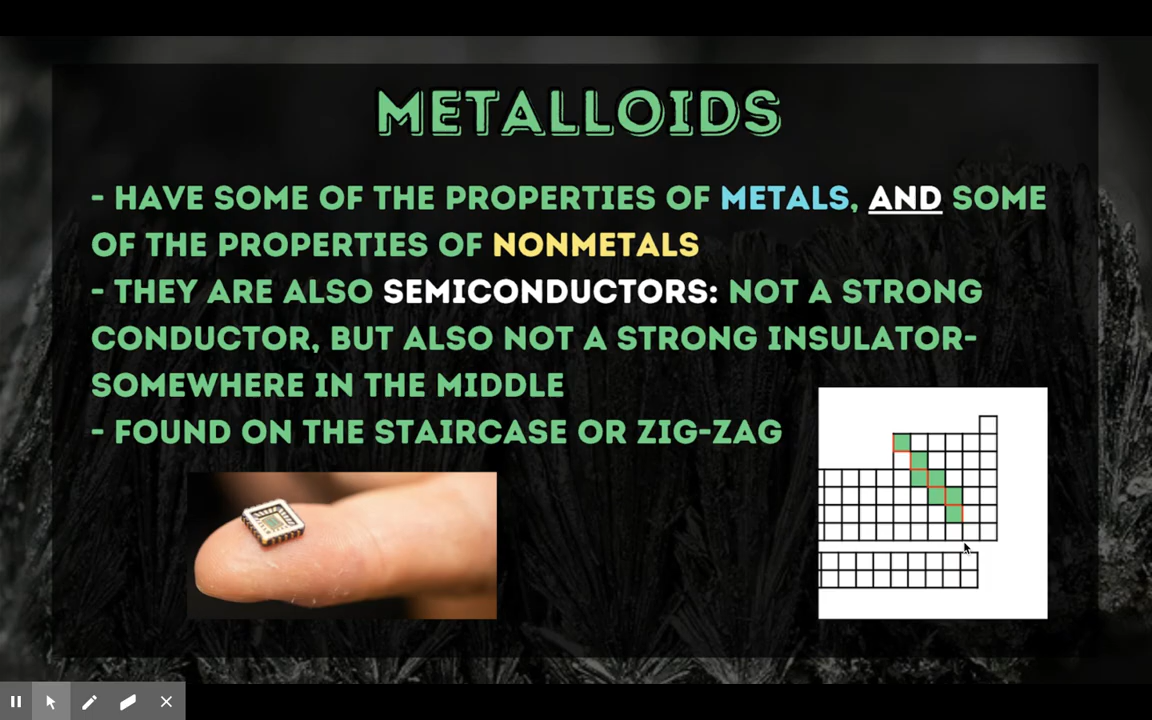 METALLOIDS
- HAVE SOME OF THE PROPERTIES OF METALS, AND SOME
OF THE PROPERTIES OF NONMETALS
- THEY ARE ALSO SEMICONDUCTORS: NOT A STRONG
CONDUCTOR, BUT ALSO NOT A STRONG INSULATOR-
SOMEWHERE IN THE MIDDLE
- FOUND ON THE STAIRCASE OR ZIG-ZAG